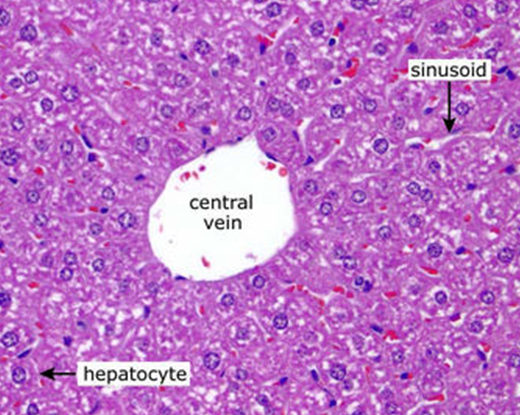 sinusoid
central
vein
hepatocyte